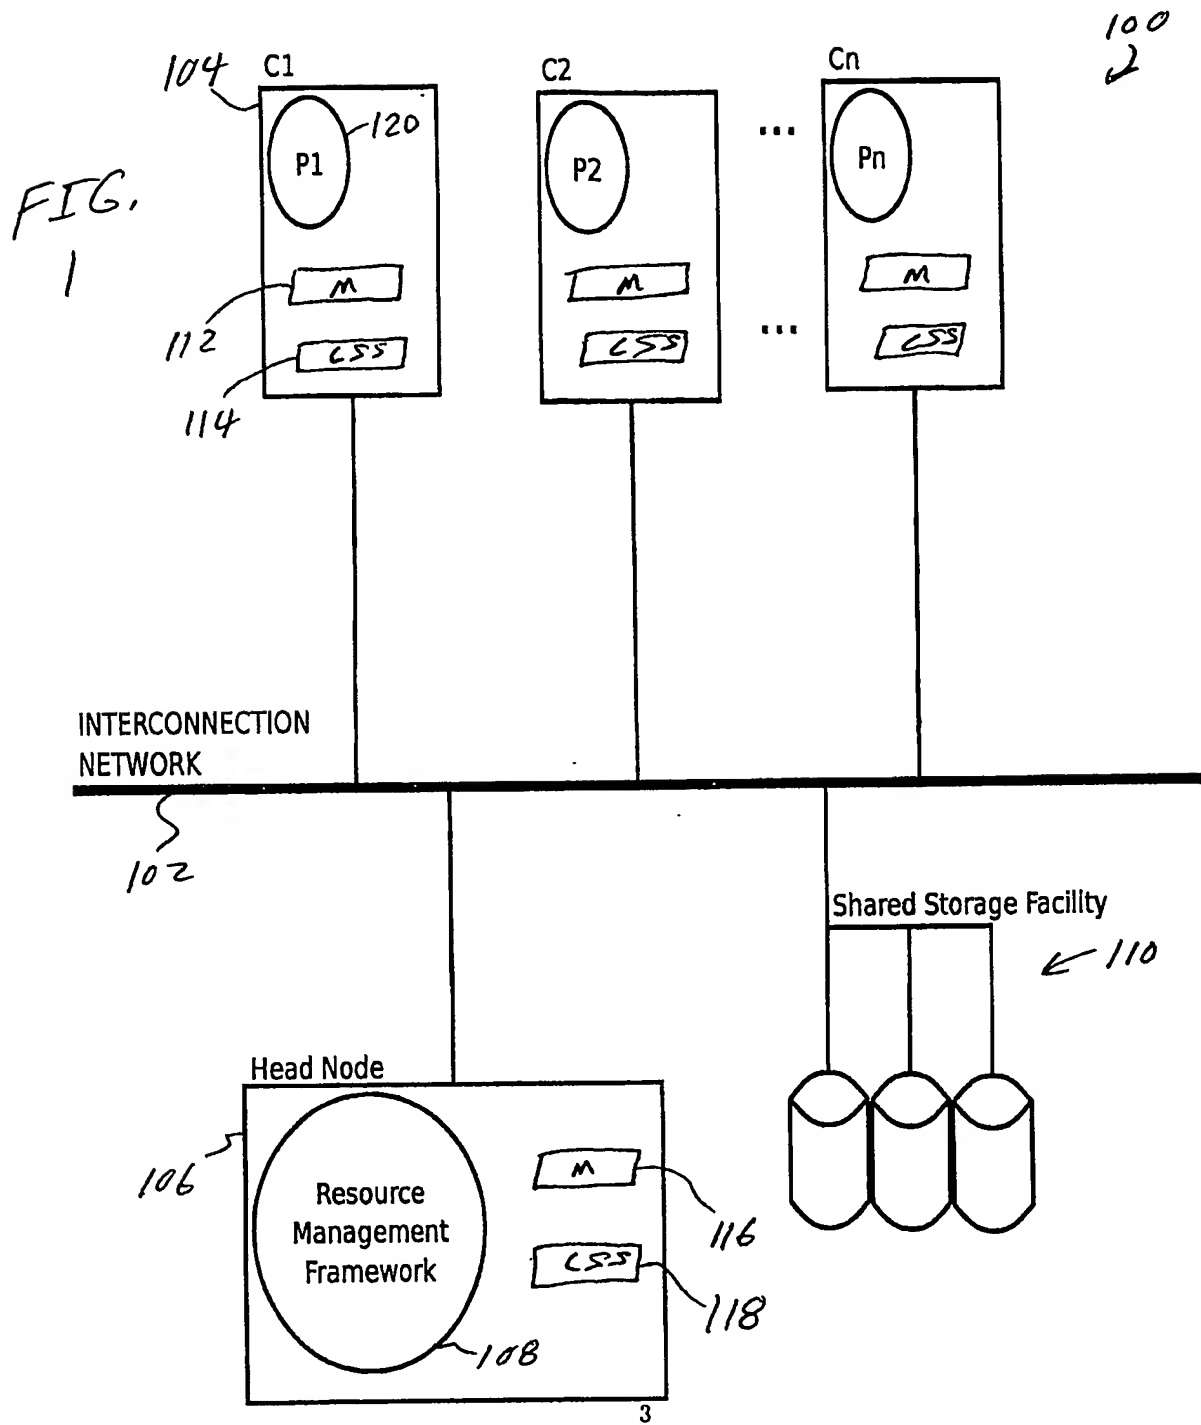 100
C1
C2
Cn
104
120
P1
P2
...
Pn
FIG.
1
M
M
M
112
...
CSS
CSS
CSS
114
INTERCONNECTION
NETWORK
102
Shared Storage Facility
110
Head Node
106
M
Resource
Management
Framework
116
CSS
118
108
3